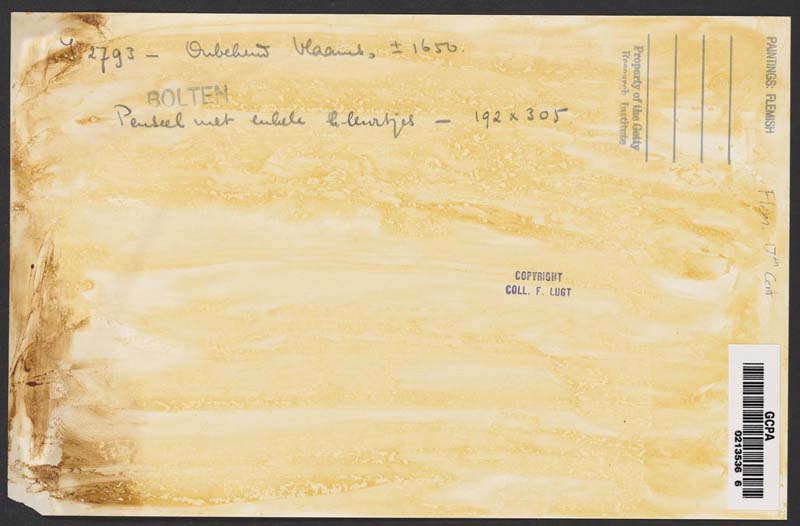 I 2793 — Onbekend Vlaams, ± 1650.
BOLTEN
Penseel met enkele kleurtjes — 192 x 305
Property of the Getty
Research Institute
PAINTINGS: FLEMISH
Flem. 17th Cent
COPYRIGHT
COLL. F. LUGT
GCPA
0213536 6